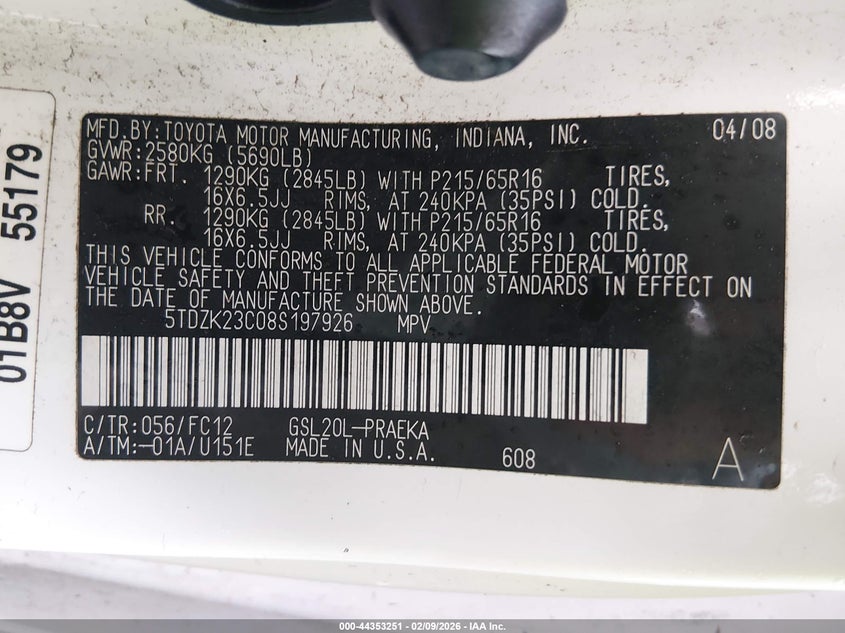 MFD.BY:TOYOTA MOTOR MANUFACTURING, INDIANA, INC. 04/08
GVWR:2580KG (5690LB)
GAWR:FRT. 1290KG (2845LB) WITH P215/65R16 TIRES,
16X6.5JJ RIMS, AT 240KPA (35PSI) COLD.
RR. 1290KG (2845LB) WITH P215/65R16 TIRES,
16X6.5JJ RIMS, AT 240KPA (35PSI) COLD.
THIS VEHICLE CONFORMS TO ALL APPLICABLE FEDERAL MOTOR
VEHICLE SAFETY AND THEFT PREVENTION STANDARDS IN EFFECT ON
THE DATE OF MANUFACTURE SHOWN ABOVE.
5TDZK23C08S197926 MPV
C/TR:056/FC12 GSL20L-PRAEKA
A/TM:-01A/U151E MADE IN U.S.A. 608 A
01B8V 55179
000-44353251 - 02/09/2026 - IAA Inc.